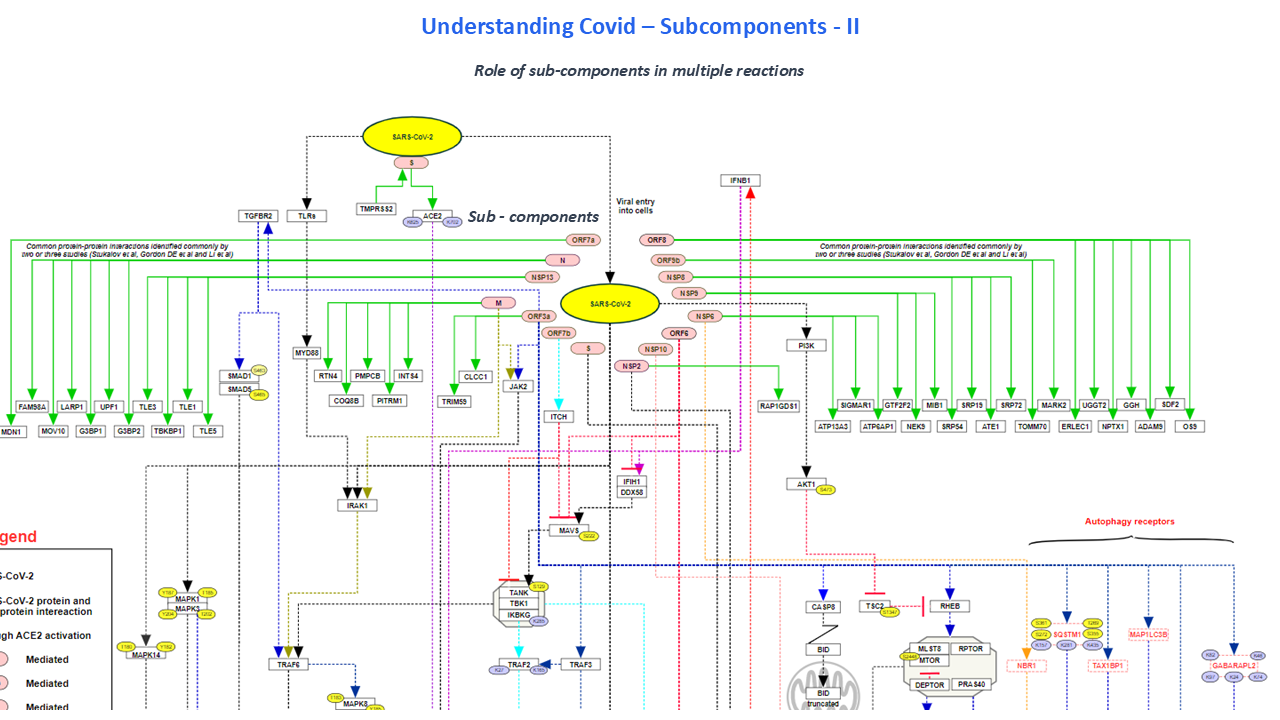 Understanding Covid – Subcomponents - II
Role of sub-components in multiple reactions
SARS-CoV-2
S
IFNB1
TMPRSS2
Viral entry
into cells
TGFBR2
TLRs
ACE2
Sub - components
ORF7a
ORF8
Common protein-protein interactions identified commonly by
two or three studies (Stukalov et al, Gordon DE et al and Li et al)
Common protein-protein interactions identified commonly by
two or three studies (Stukalov et al, Gordon DE et al and Li et al)
N
ORF9b
NSP13
NSP8
NSP9
M
SARS-CoV-2
ORF3a
NSP6
ORF7b
ORF6
PI3K
S
NSP10
MYD88
NSP2
SMAD1
S463
RTN4
PMPCB
INTS4
CLCC1
SMAD5
S465
JAK2
COQ8B
PITRM1
TRIM59
FAM98A
LARP1
UPF1
TLE3
TLE1
RAP1GDS1
SIGMAR1
GTF2F2
MIB1
SRP19
SRP72
MARK2
UGGT2
GGH
SDF2
ITCH
MDN1
MOV10
G3BP1
G3BP2
TBKBP1
TLE5
ATP13A3
ATP6AP1
NEK9
SRP54
ATE1
TOMM70
ERLEC1
NPTX1
ADAM9
OS9
IFIH1
DDX58
AKT1
S473
IRAK1
Autophagy receptors
MAVS
S222
gend
S-CoV-2
S-CoV-2 protein and
protein intereaction
ugh ACE2 activation
Mediated
Mediated
Mediated
MAPK1
MAPK3
MAPK14
TANK
TBK1
IKBKG
K285
CASP8
TSC2
S1347
RHEB
SQSTM1
MAP1LC3B
BID
MLST8
RPTOR
MTOR
TRAF6
TRAF2
TRAF3
NBR1
TAX1BP1
GABARAPL2
DEPTOR
PRAS40
BID
truncated
MAPK8